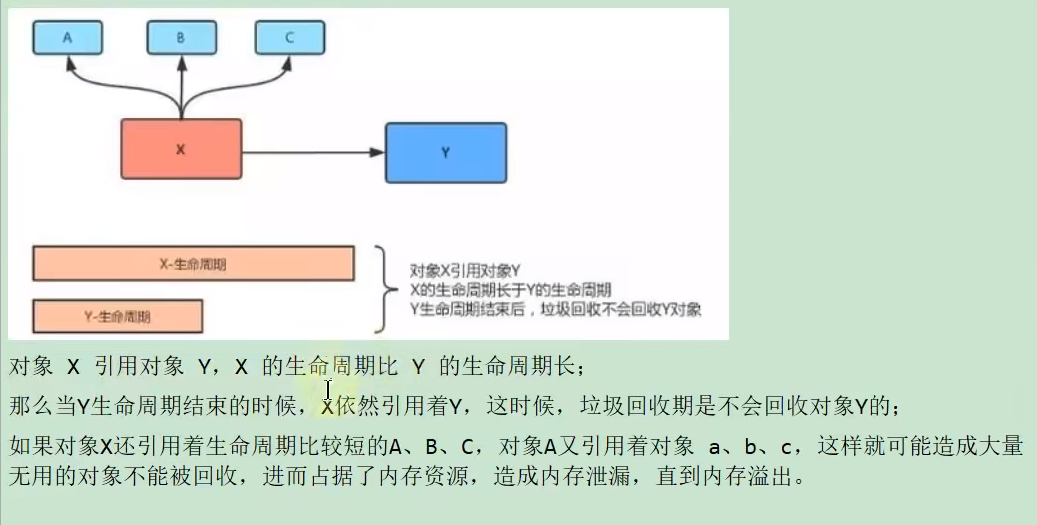 A
B
C
X
Y
X-生命周期
Y-生命周期
对象X引用对象Y
X的生命周期长于Y的生命周期
Y生命周期结束后，垃圾回收不会回收Y对象
对象 X 引用对象 Y，X 的生命周期比 Y 的生命周期长；
那么当Y生命周期结束的时候，X依然引用着Y，这时候，垃圾回收期是不会回收对象Y的；
如果对象X还引用着生命周期比较短的A、B、C，对象A又引用着对象 a、b、c，这样就可能造成大量
无用的对象不能被回收，进而占据了内存资源，造成内存泄漏，直到内存溢出。